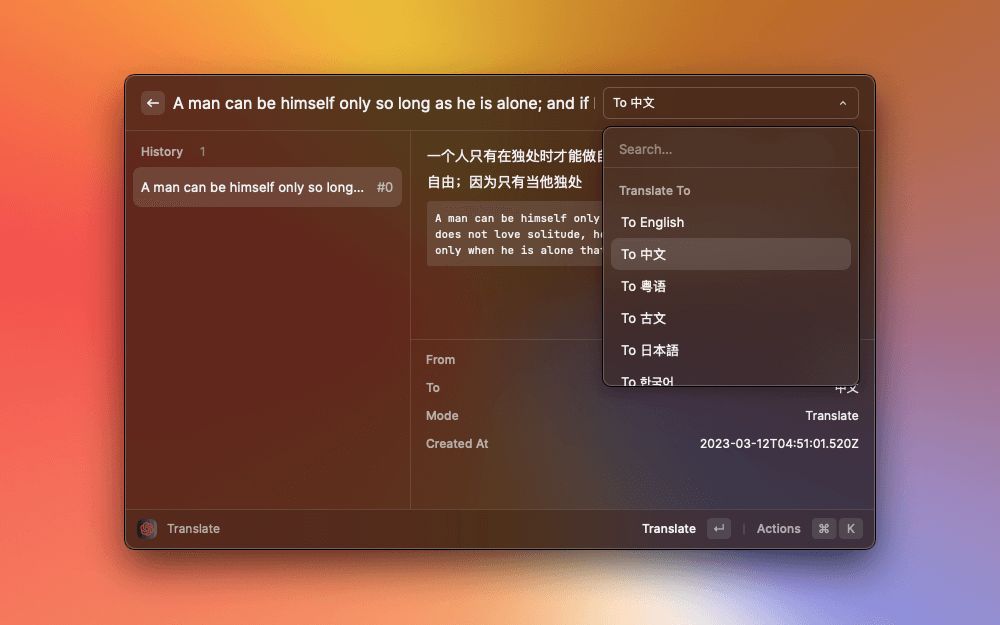 A man can be himself only so long as he is alone; and if
To 中文
History 1
A man can be himself only so long... #0
一个人只有在独处时才能做自
自由；因为只有当他独处
A man can be himself only
does not love solitude, he
only when he is alone that
Search...
Translate To
To English
To 中文
To 粤语
To 古文
To 日本語
To 한국어
From
To 中文
Mode Translate
Created At 2023-03-12T04:51:01.520Z
Translate
Translate ↵ | Actions ⌘ K